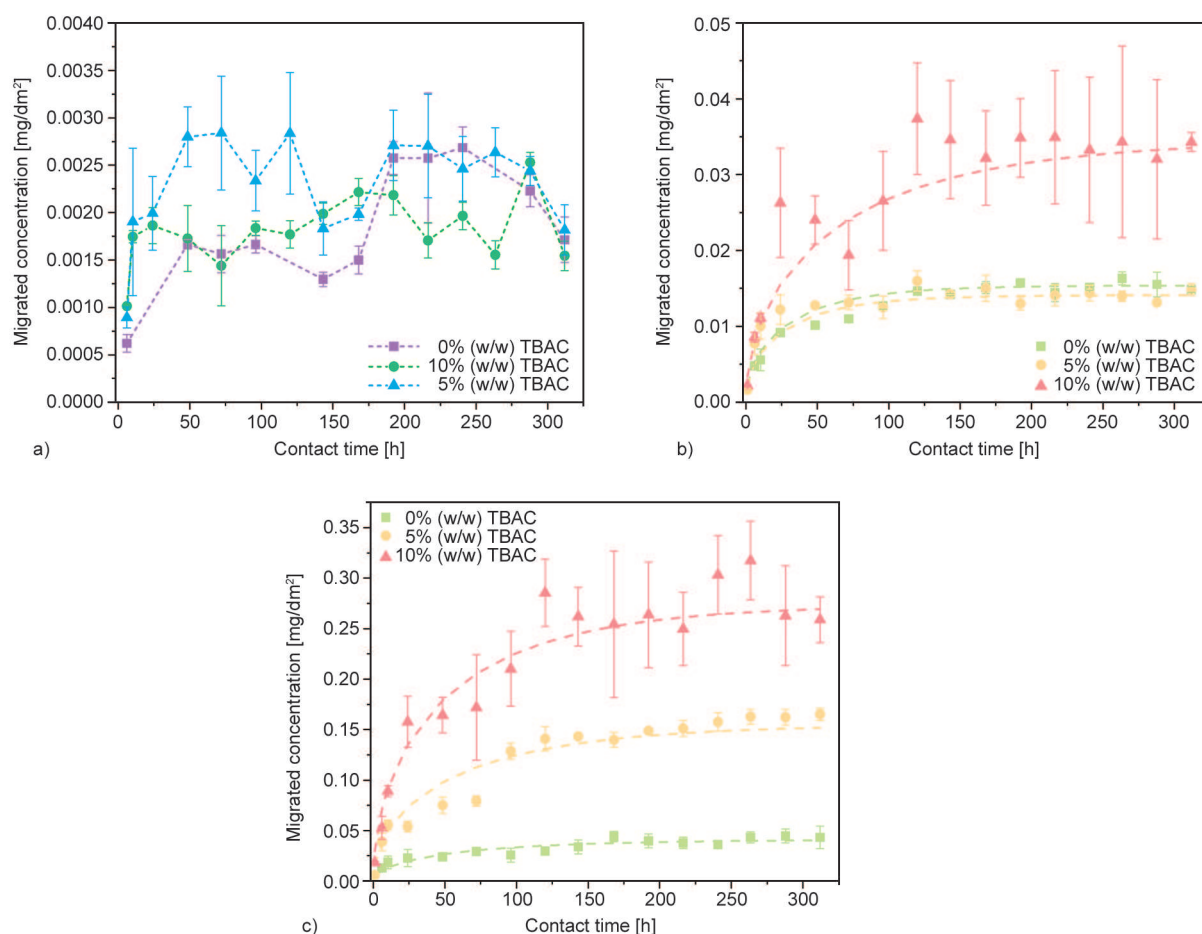 Migrated concentration [mg/dm²]
0.0040
0.0035
0.0030
0.0025
0.0020
0.0015
0.0010
0.0005
0.0000
0% (w/w) TBAC
10% (w/w) TBAC
5% (w/w) TBAC
0 50 100 150 200 250 300
Contact time [h]
a)
Migrated concentration [mg/dm²]
0.05
0.04
0.03
0.02
0.01
0.00
0% (w/w) TBAC
5% (w/w) TBAC
10% (w/w) TBAC
0 50 100 150 200 250 300
Contact time [h]
b)
Migrated concentration [mg/dm²]
0.35
0.30
0.25
0.20
0.15
0.10
0.05
0.00
0% (w/w) TBAC
5% (w/w) TBAC
10% (w/w) TBAC
0 50 100 150 200 250 300
Contact time [h]
c)